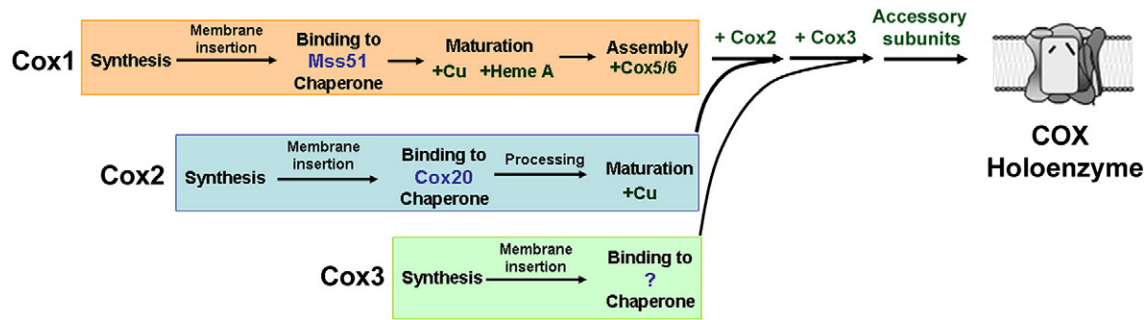 Cox1
Synthesis
Membrane
insertion
Binding to
Mss51
Chaperone
Maturation
+Cu +Heme A
Assembly
+Cox5/6
+ Cox2
+ Cox3
Accessory
subunits
COX
Holoenzyme
Cox2
Synthesis
Membrane
insertion
Binding to
Cox20
Chaperone
Processing
Maturation
+Cu
Cox3
Synthesis
Membrane
insertion
Binding to
?
Chaperone